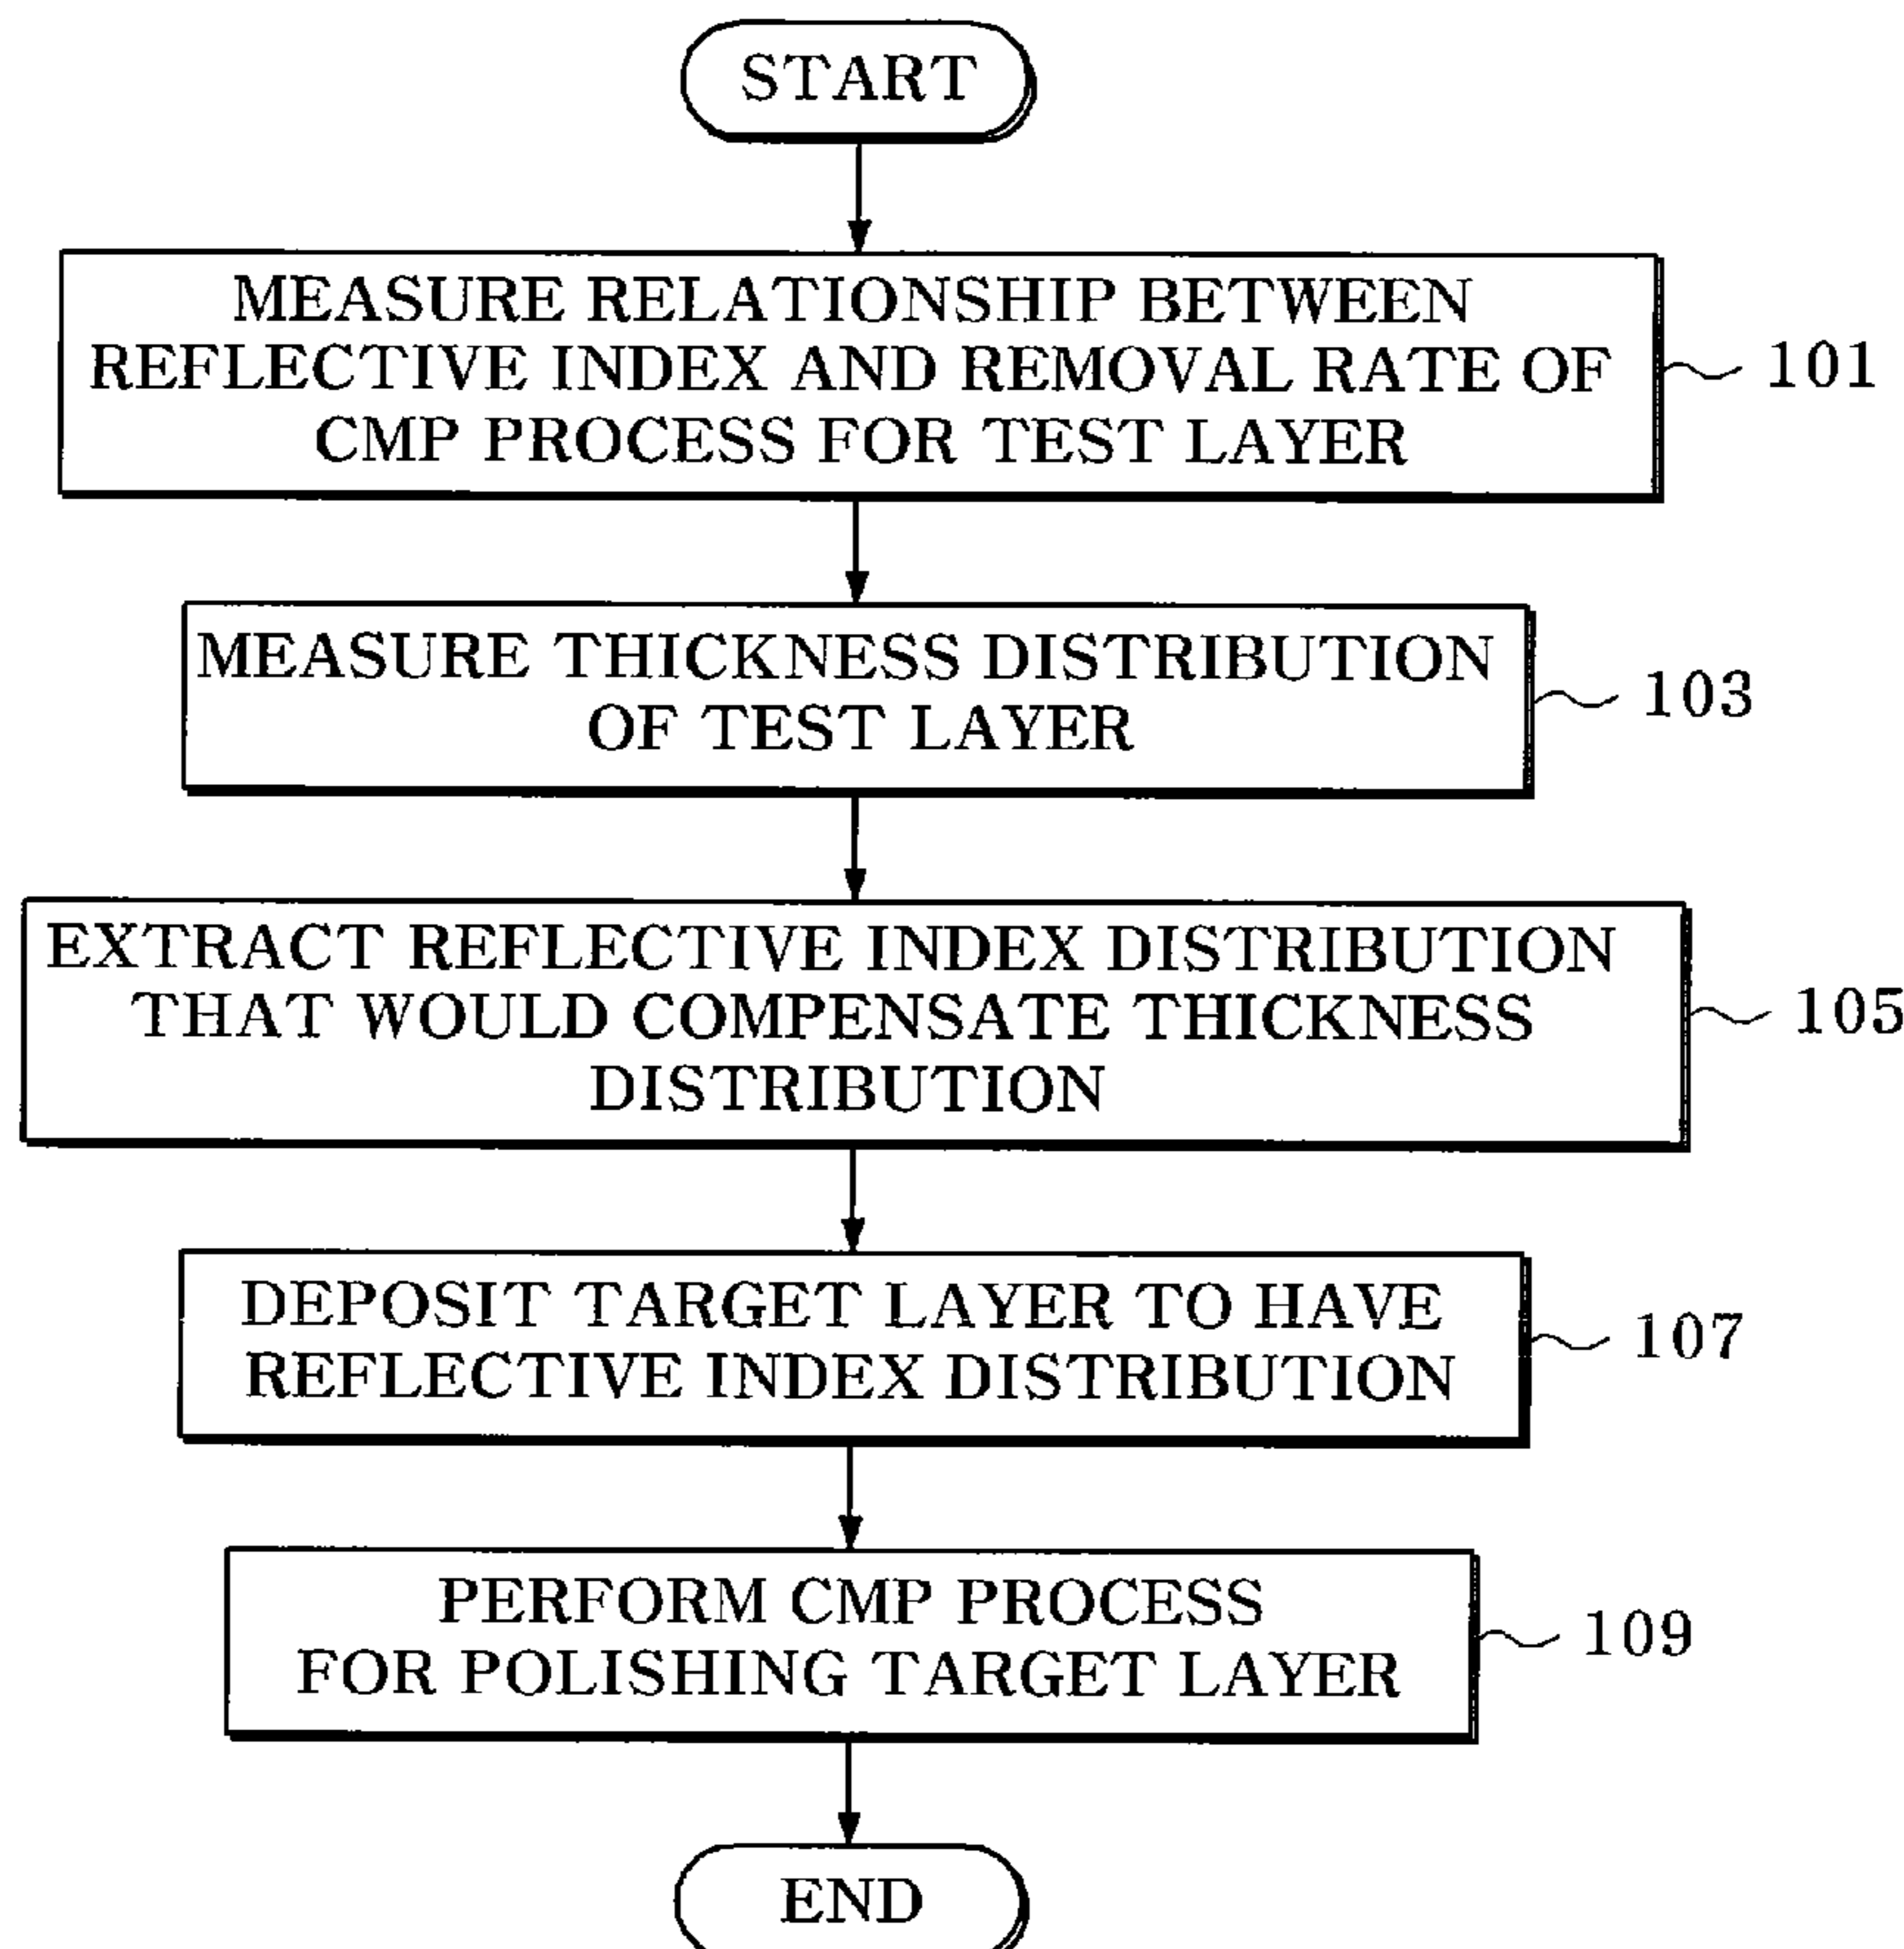 START
MEASURE RELATIONSHIP BETWEEN
REFLECTIVE INDEX AND REMOVAL RATE OF
CMP PROCESS FOR TEST LAYER
101
MEASURE THICKNESS DISTRIBUTION
OF TEST LAYER
103
EXTRACT REFLECTIVE INDEX DISTRIBUTION
THAT WOULD COMPENSATE THICKNESS
DISTRIBUTION
105
DEPOSIT TARGET LAYER TO HAVE
REFLECTIVE INDEX DISTRIBUTION
107
PERFORM CMP PROCESS
FOR POLISHING TARGET LAYER
109
END